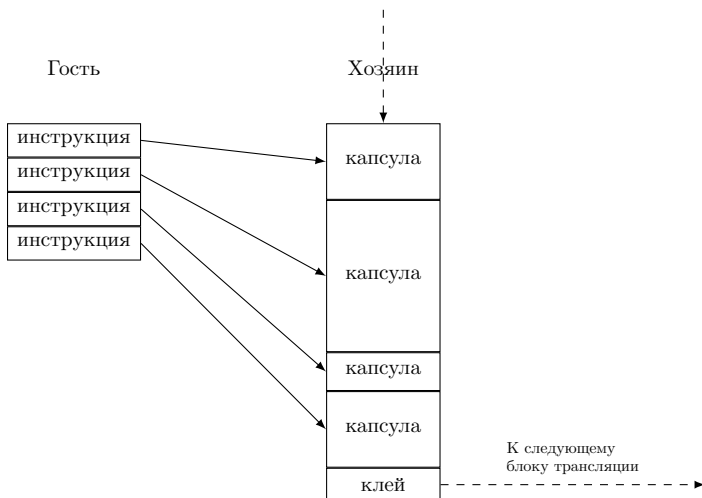 Гость
Хозяин
инструкция
инструкция
инструкция
инструкция
капсула
капсула
капсула
капсула
клей
К следующему
блоку трансляции